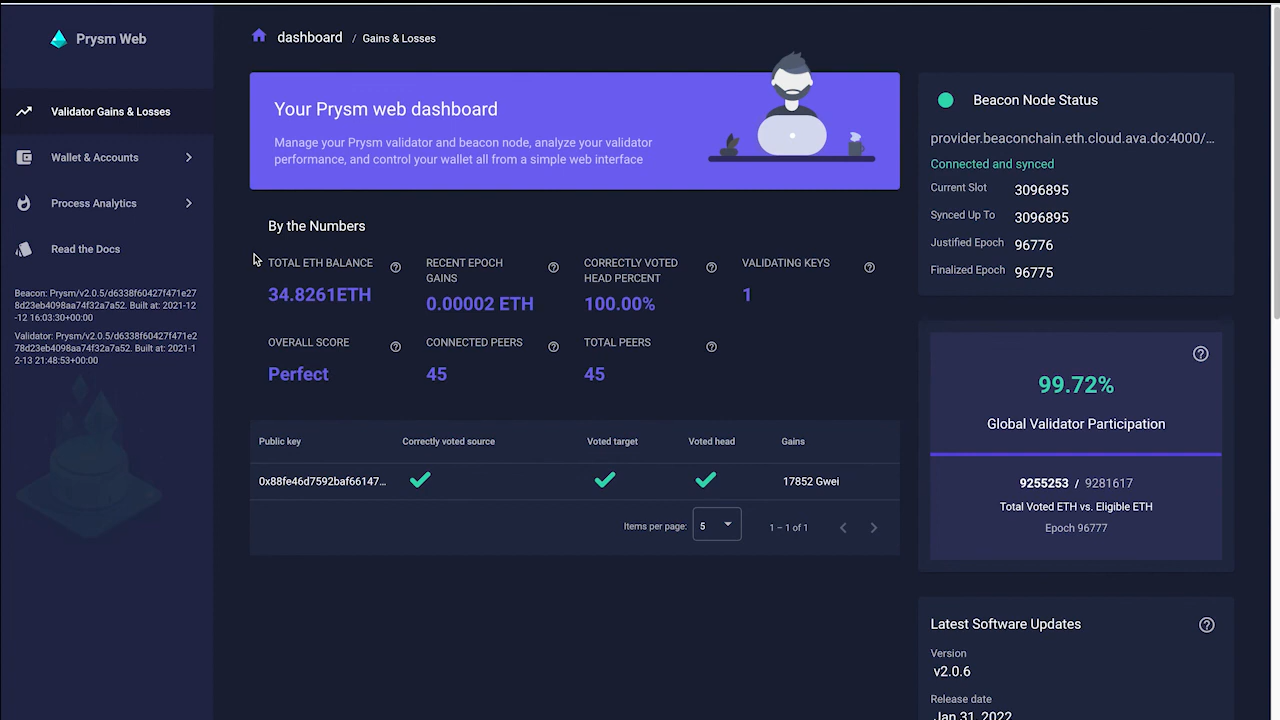 Prysm Web
Validator Gains & Losses
Wallet & Accounts
Process Analytics
Read the Docs
Beacon: Prysm/v2.0.5/d6338f60427f471e27
8d23eb4098aa74f32a7a52. Built at: 2021-12
-12 16:03:30+00:00
Validator: Prysm/v2.0.5/d6338f60427f471e2
78d23eb4098aa74f32a7a52. Built at: 2021-1
2-13 21:48:53+00:00
dashboard / Gains & Losses
Your Prysm web dashboard
Manage your Prysm validator and beacon node, analyze your validator
performance, and control your wallet all from a simple web interface
By the Numbers
TOTAL ETH BALANCE
34.8261ETH
RECENT EPOCH
GAINS
0.00002 ETH
CORRECTLY VOTED
HEAD PERCENT
100.00%
VALIDATING KEYS
1
OVERALL SCORE
Perfect
CONNECTED PEERS
45
TOTAL PEERS
45
Public key Correctly voted source Voted target Voted head Gains
0x88fe46d7592baf66147... 17852 Gwei
Items per page: 5 1 – 1 of 1
Beacon Node Status
provider.beaconchain.eth.cloud.ava.do:4000/...
Connected and synced
Current Slot 3096895
Synced Up To 3096895
Justified Epoch 96776
Finalized Epoch 96775
99.72%
Global Validator Participation
9255253 / 9281617
Total Voted ETH vs. Eligible ETH
Epoch 96777
Latest Software Updates
Version
v2.0.6
Release date
Jan 31, 2022